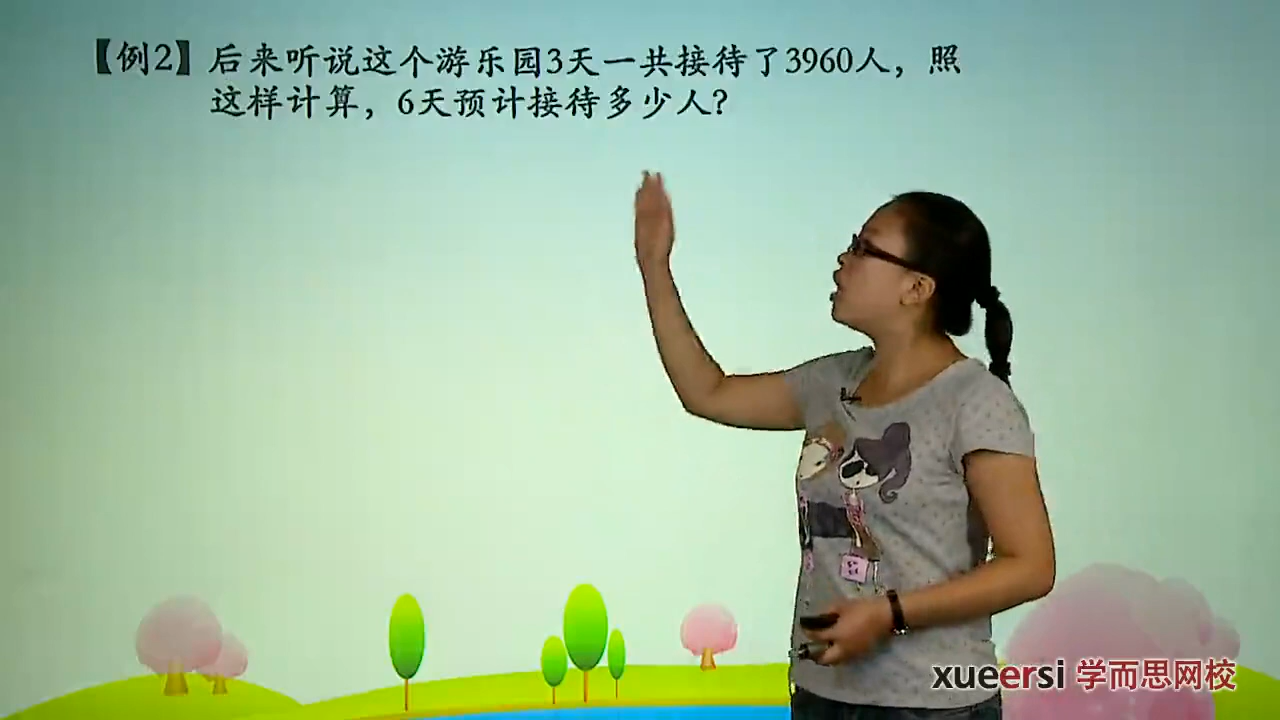 【例2】后来听说这个游乐园3天一共接待了3960人，照
这样计算，6天预计接待多少人？
xueersi 学而思网校